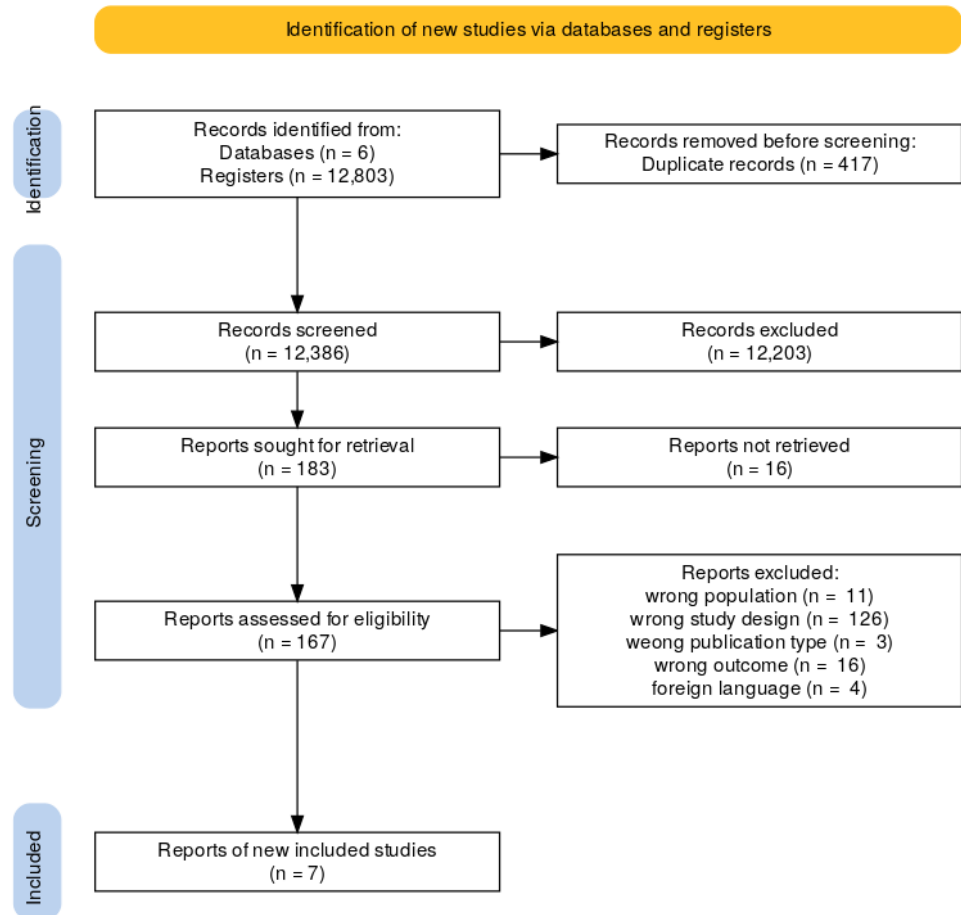 Identification of new studies via databases and registers
Identification
Records identified from:
Databases (n = 6)
Registers (n = 12,803)
Records removed before screening:
Duplicate records (n = 417)
Screening
Records screened
(n = 12,386)
Records excluded
(n = 12,203)
Reports sought for retrieval
(n = 183)
Reports not retrieved
(n = 16)
Reports assessed for eligibility
(n = 167)
Reports excluded:
wrong population (n = 11)
wrong study design (n = 126)
weong publication type (n = 3)
wrong outcome (n = 16)
foreign language (n = 4)
Included
Reports of new included studies
(n = 7)